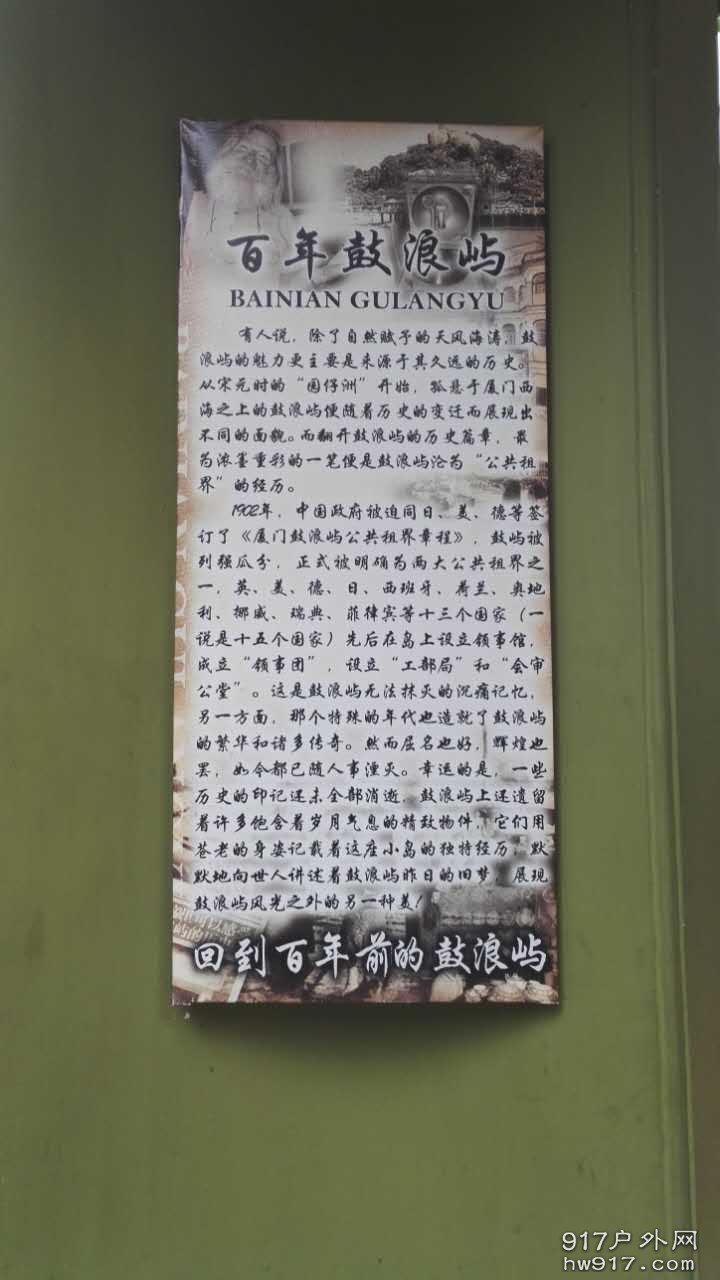 百年鼓浪屿
BAINIAN GULANGYU
有人说，除了自然赋予的天风海涛，鼓
浪屿的魅力更主要是来源于其久远的历史。
从宋元时的“圆仔洲”开始，孤悬于厦门西
海之上的鼓浪屿便随着历史的变迁而展现出
不同的面貌。而翻开鼓浪屿的历史篇章，最
为浓墨重彩的一笔便是鼓浪屿沦为“公共租
界”的经历。
1902年，中国政府被迫同日、美、德等签
订了《厦门鼓浪屿公共租界章程》，鼓屿被
列强瓜分，正式被明确为两大公共租界之
一，英、美、德、日、西班牙、荷兰、奥地
利、挪威、瑞典、菲律宾等十三个国家（一
说是十五个国家）先后在岛上设立领事馆，
成立“领事团”，设立“工部局”和“会审
公堂”。这是鼓浪屿无法抹灭的沉痛记忆，
另一方面，那个特殊的年代也造就了鼓浪屿
的繁华和诸多传奇。然而屈名也好，辉煌也
罢，如今都已随人事湮灭。幸运的是，一些
历史的印记还未全部消逝，鼓浪屿上还遗留
着许多饱含着岁月气息的精致物件，它们用
苍老的身姿记载着这座小岛的独特经历，默
默地向世人讲述着鼓浪屿昨日的旧梦，展现
鼓浪屿风光之外的另一种美！
回到百年前的鼓浪屿
917户外网
hw917.com